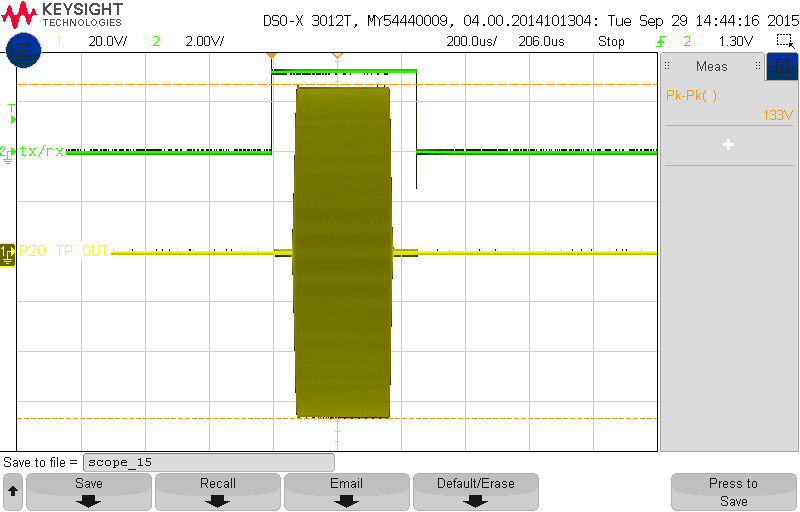 KEYSIGHT
TECHNOLOGIES
DSO-X 3012T, MY54440009, 04.00.2014101304: Tue Sep 29 14:44:16 2015
1 20.0V/ 2 2.00V/ 200.0us/ 206.0us Stop 2 1.30V
Meas
Pk-Pk( ):
133V
T
2 tx/rx
1 P20 TP OUT
Save to file = scope_15
Save Recall Email Default/Erase Press to
Save